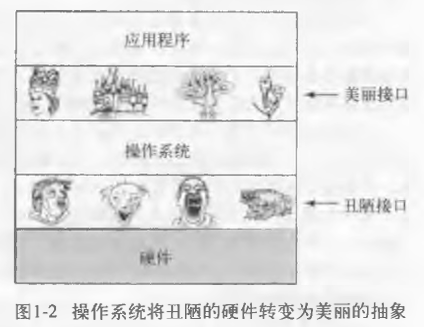 应用程序
美丽接口
操作系统
丑陋接口
硬件
图1-2 操作系统将丑陋的硬件转变为美丽的抽象